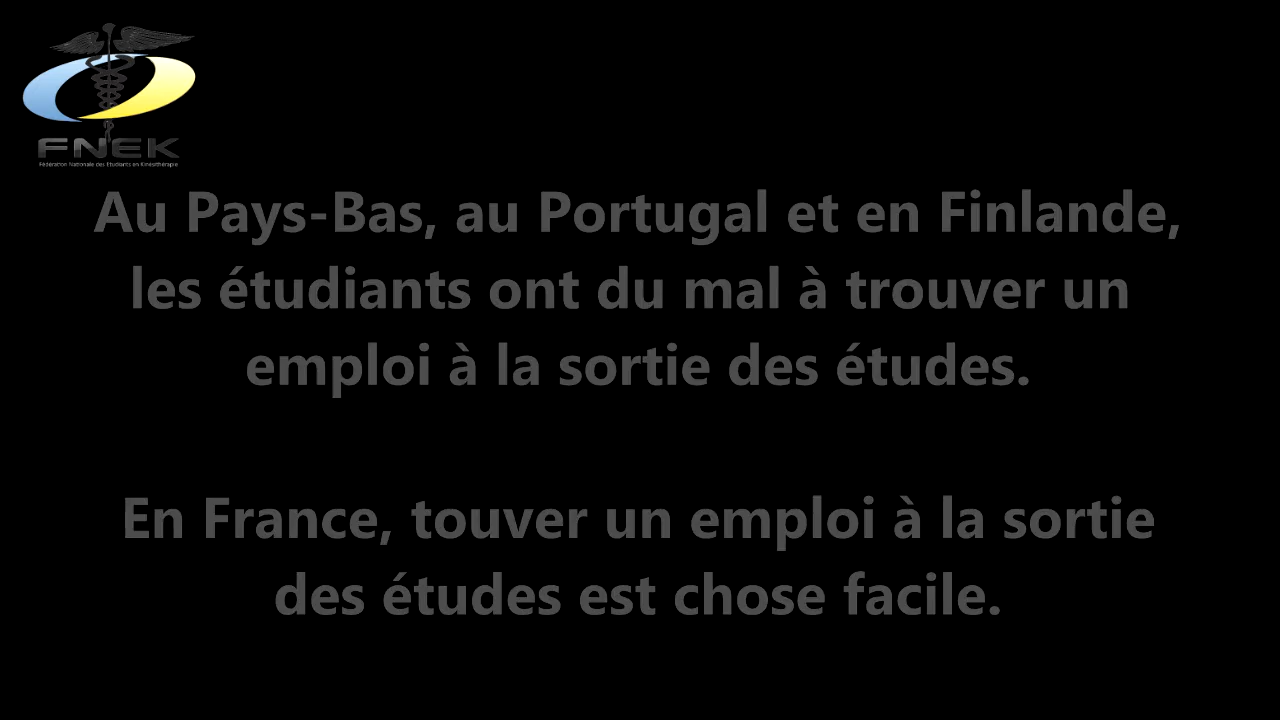 FNEK
Fédération Nationale des Etudiants en Kinésithérapie
Au Pays-Bas, au Portugal et en Finlande,
les étudiants ont du mal à trouver un
emploi à la sortie des études.
En France, touver un emploi à la sortie
des études est chose facile.